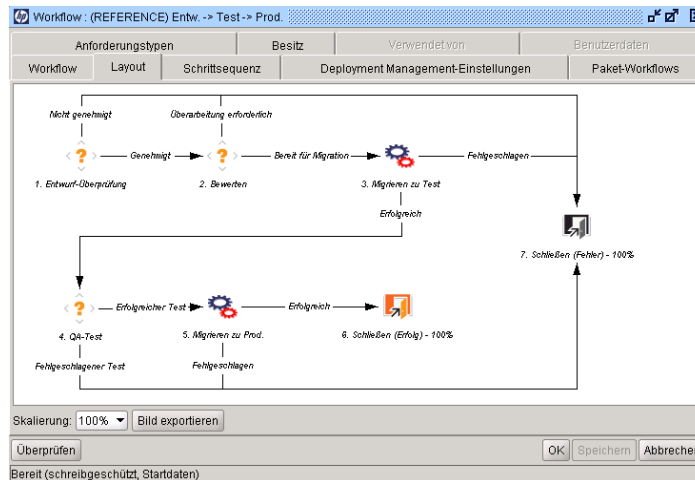 Workflow : (REFERENCE) Entw. -> Test -> Prod.
Anforderungstypen Besitz Verwendet von Benutzerdaten
Workflow Layout Schrittsequenz Deployment Management-Einstellungen Paket-Workflows
Nicht genehmigt Überarbeitung erforderlich
Genehmigt Bereit für Migration Fehlgeschlagen
1. Entwurf-Überprüfung 2. Bewerten 3. Migrieren zu Test
Erfolgreich
7. Schließen (Fehler) - 100%
Erfolgreicher Test Erfolgreich
4. QA-Test 5. Migrieren zu Prod. 6. Schließen (Erfolg) - 100%
Fehlgeschlagener Test Fehlgeschlagen
Skalierung: 100% Bild exportieren
Überprüfen OK Speichern Abbreche
Bereit (schreibgeschützt, Startdaten)